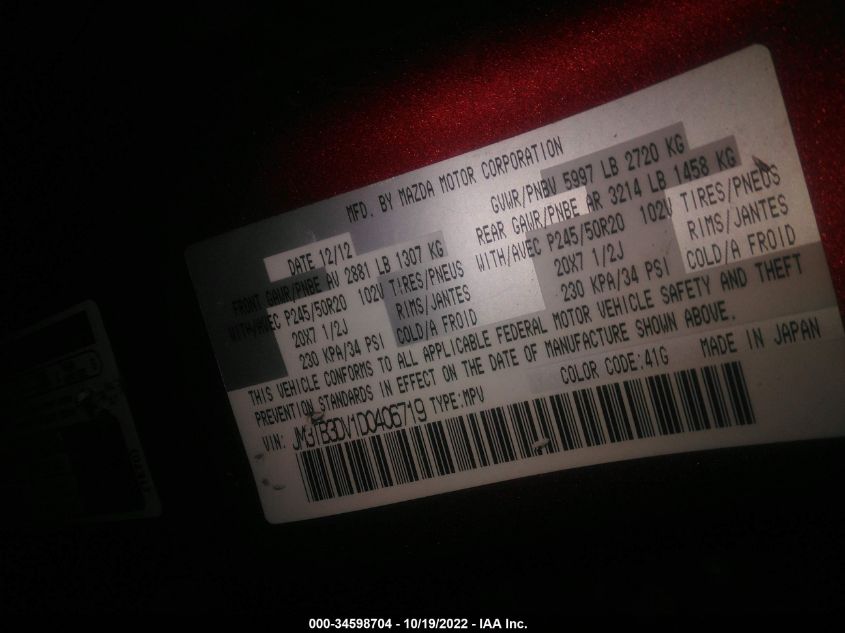 MFD. BY MAZDA MOTOR CORPORATION
DATE 12/12 GVWR/PNBV 5997 LB 2720 KG
FRONT GAWR/PNBE AV 2881 LB 1307 KG REAR GAWR/PNBE AR 3214 LB 1458 KG
WITH/AVEC P245/50R20 102V TIRES/PNEUS WITH/AVEC P245/50R20 102V TIRES/PNEUS
20X7 1/2J RIMS/JANTES 20X7 1/2J RIMS/JANTES
230 KPA/34 PSI COLD/A FROID 230 KPA/34 PSI COLD/A FROID
THIS VEHICLE CONFORMS TO ALL APPLICABLE FEDERAL MOTOR VEHICLE SAFETY AND THEFT
PREVENTION STANDARDS IN EFFECT ON THE DATE OF MANUFACTURE SHOWN ABOVE.
VIN: JM3TB3DV1D0406719 TYPE:MPV COLOR CODE:41G MADE IN JAPAN
000-34598704 - 10/19/2022 - IAA Inc.